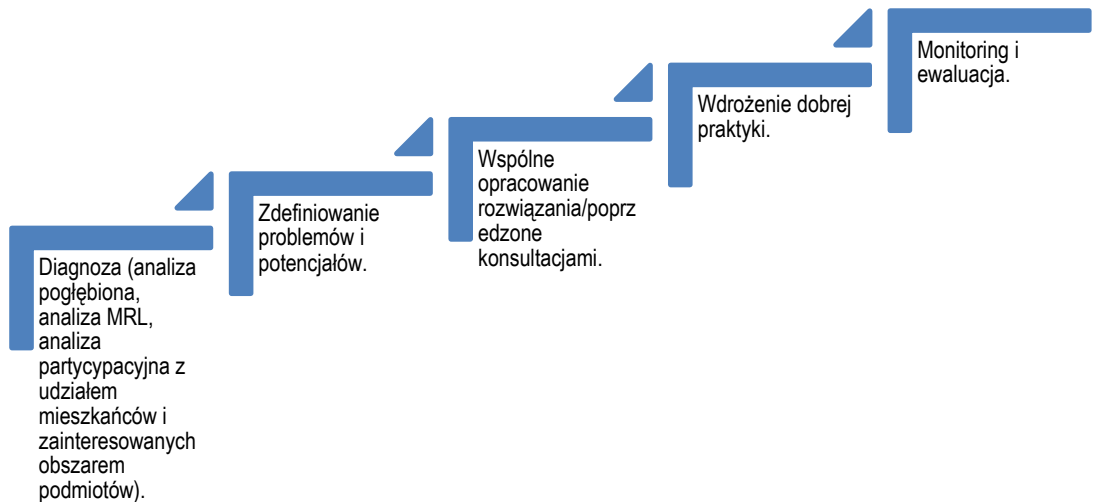 Diagnoza (analiza
pogłębiona,
analiza MRL,
analiza
partycypacyjna z
udziałem
mieszkańców i
zainteresowanych
obszarem
podmiotów).
Zdefiniowanie
problemów i
potencjałów.
Wspólne
opracowanie
rozwiązania/poprz
edzone
konsultacjami.
Wdrożenie dobrej
praktyki.
Monitoring i
ewaluacja.